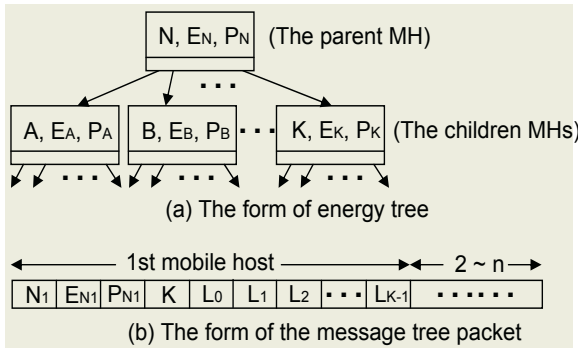 N, EN, PN (The parent MH)
...
A, EA, PA B, EB, PB ... K, EK, PK (The children MHs)
... ... ...
(a) The form of energy tree
1st mobile host 2 ~ n
N1 EN1 PN1 K L0 L1 L2 ... LK-1 ......
(b) The form of the message tree packet